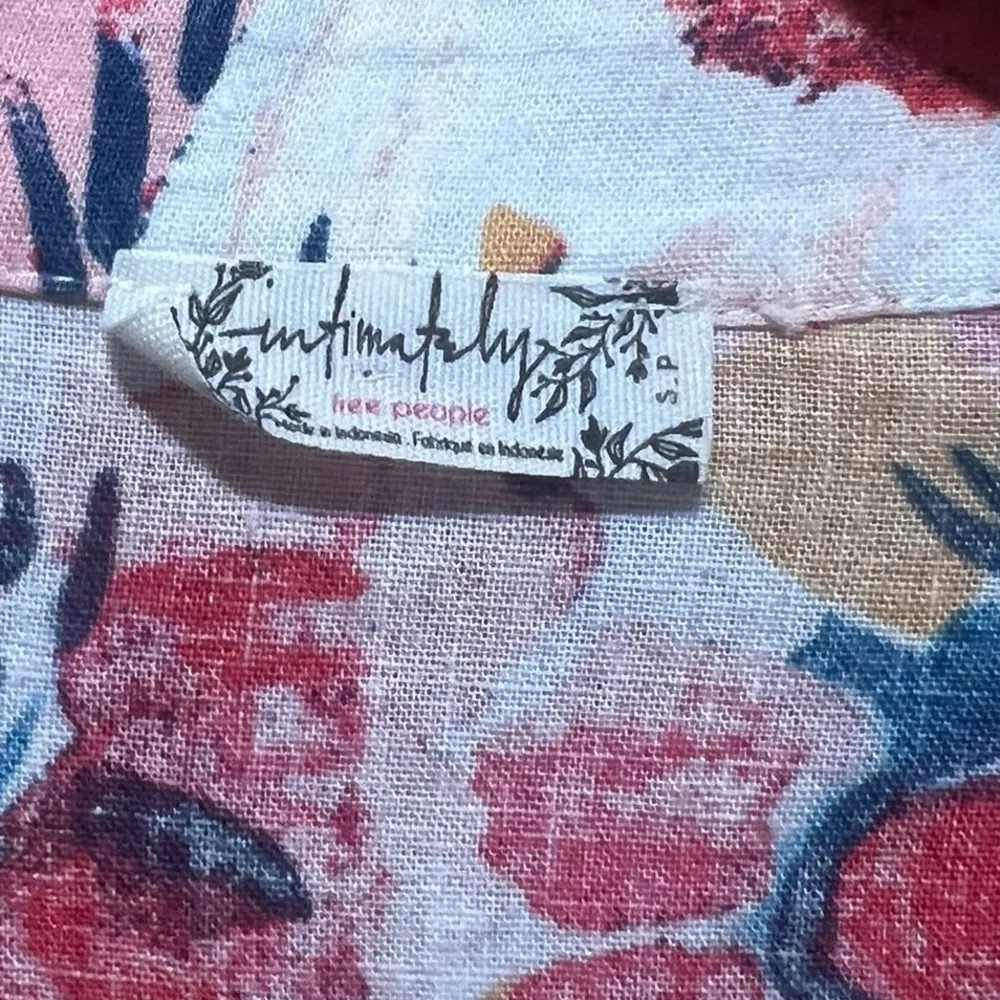 intimately
free people
Made in Indonesia . Fabriqué en Indonésie
S.P